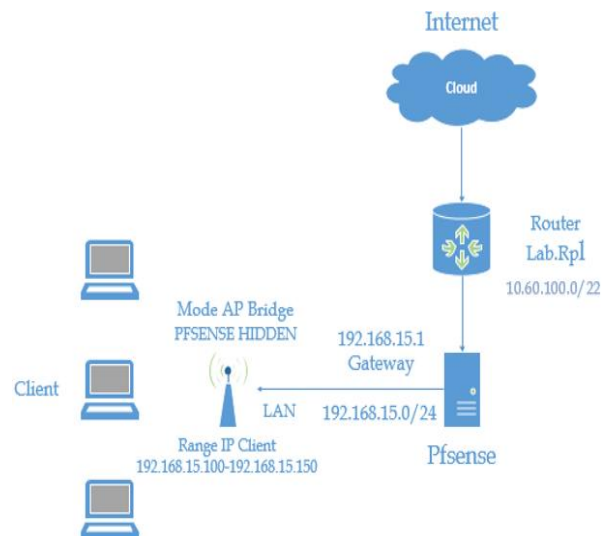 Internet
Cloud
Router
Lab.Rpl
10.60.100.0/22
Mode AP Bridge
PFSENSE HIDDEN
192.168.15.1
Gateway
Client
LAN
192.168.15.0/24
Range IP Client
192.168.15.100-192.168.15.150
Pfsense